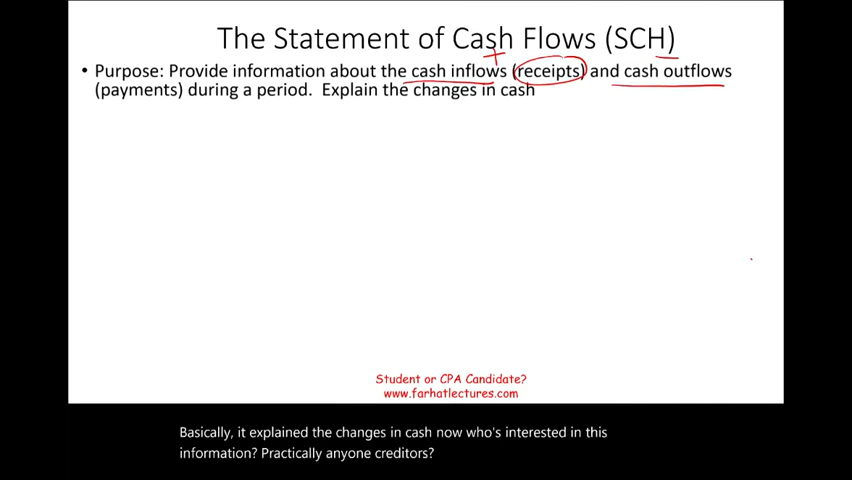 The Statement of Cash Flows (SCH)
• Purpose: Provide information about the cash inflows (receipts) and cash outflows
(payments) during a period. Explain the changes in cash
Student or CPA Candidate?
www.farhatlectures.com
Basically, it explained the changes in cash now who's interested in this
information? Practically anyone creditors?